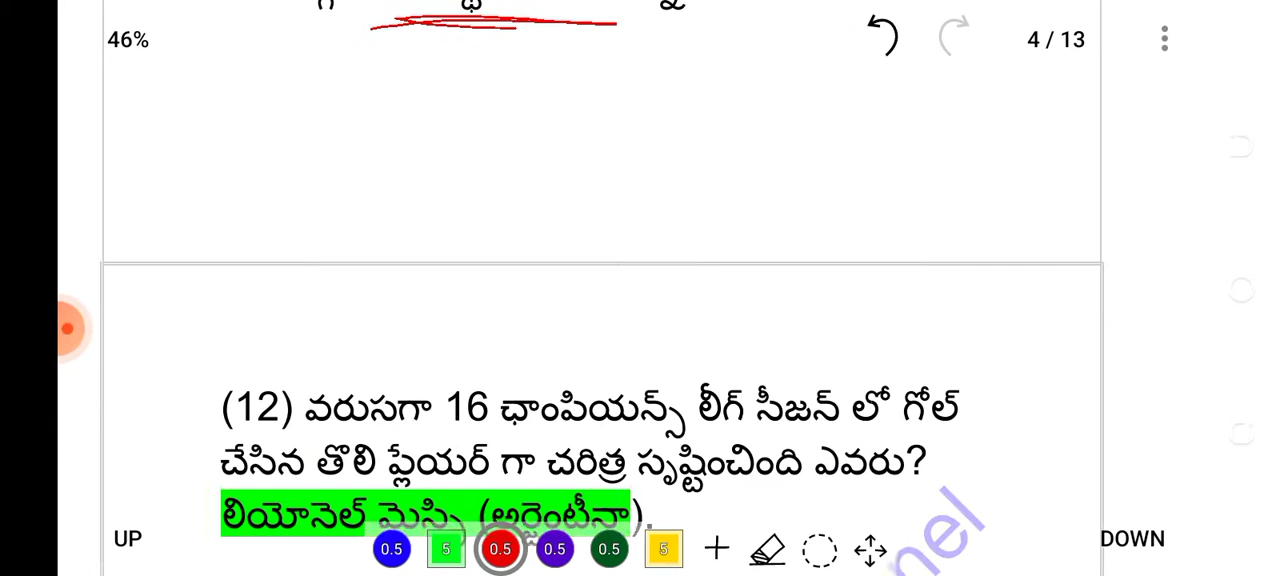 46%
4 / 13
(12) వరుసగా 16 ఛాంపియన్స్ లీగ్ సీజన్ లో గోల్
చేసిన తొలి ప్లేయర్ గా చరిత్ర సృష్టించింది ఎవరు?
లియోనెల్ మెస్సి (అర్జెంటీనా).
UP
0.5 5 0.5 0.5 0.5 5
DOWN
nel